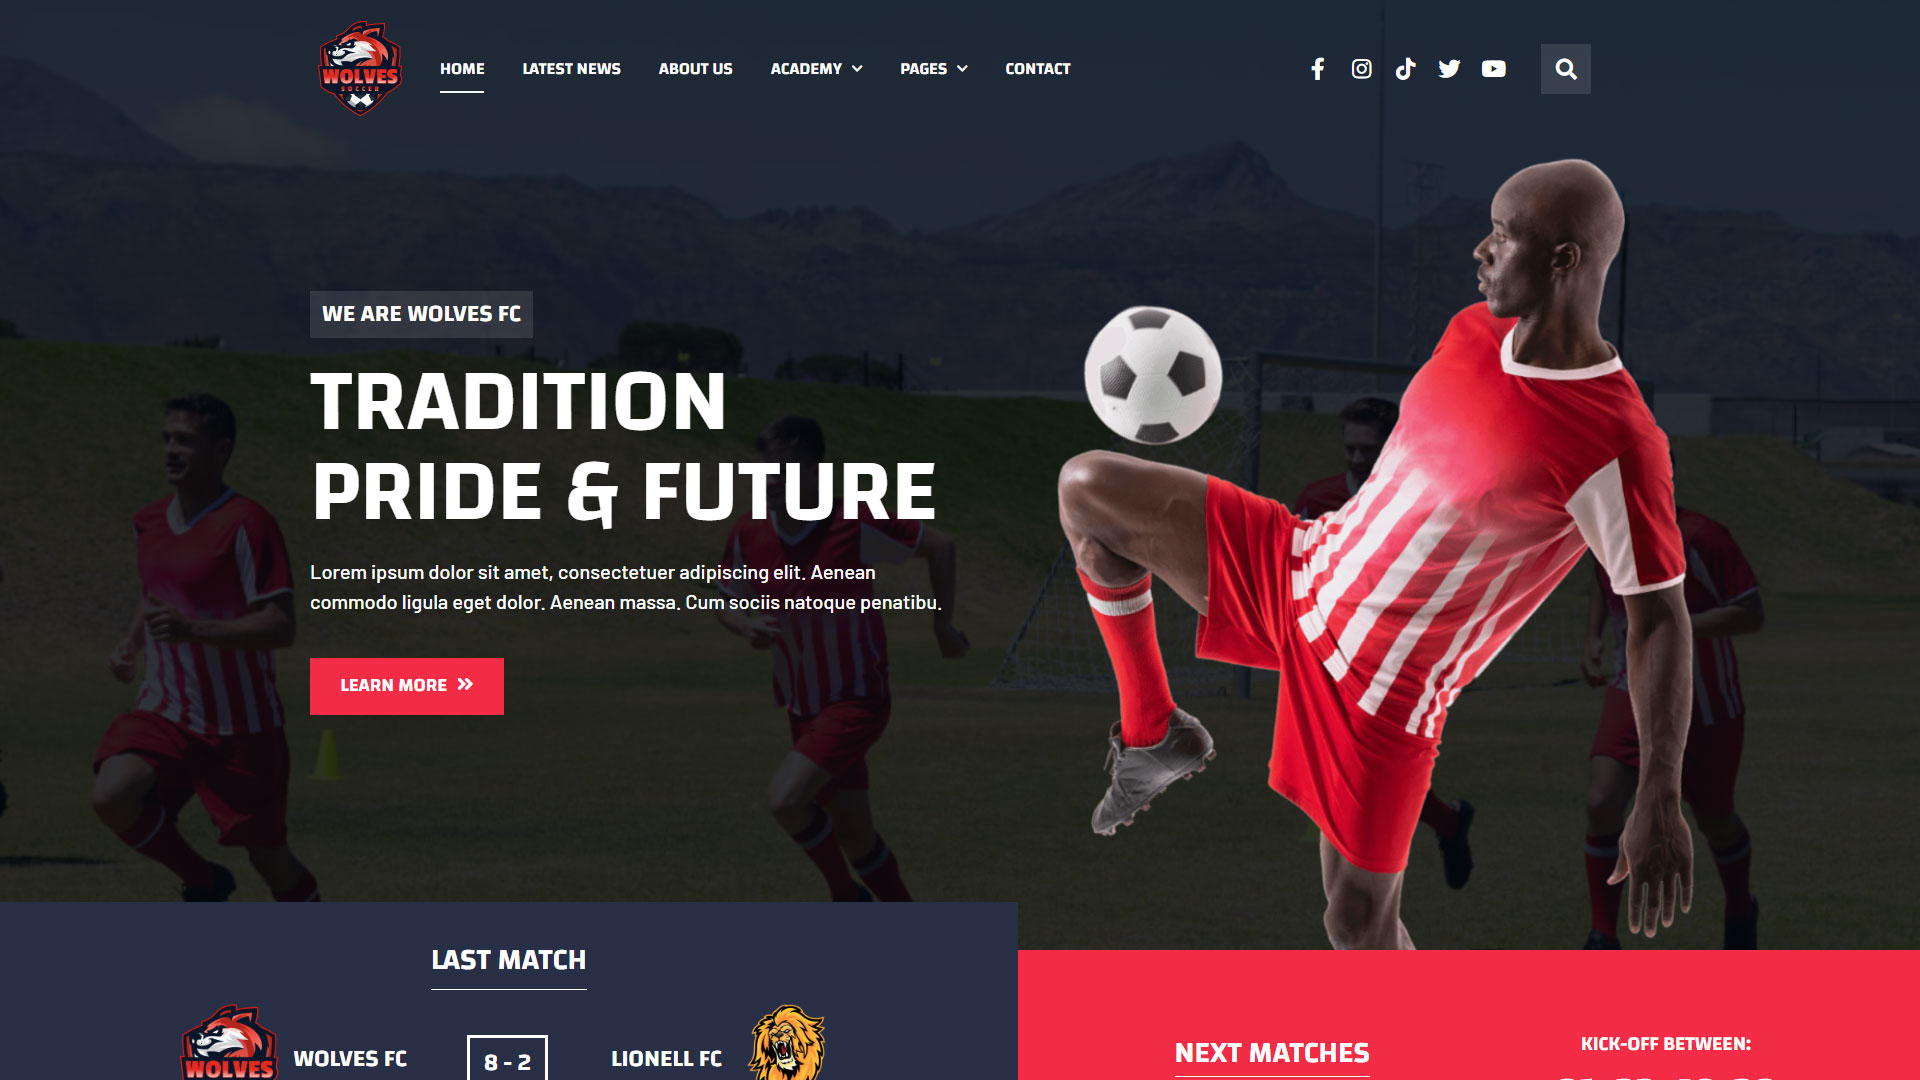 WOLVES
SOCCER
HOME
LATEST NEWS
ABOUT US
ACADEMY
PAGES
CONTACT
WE ARE WOLVES FC
TRADITION
PRIDE & FUTURE
Lorem ipsum dolor sit amet, consectetuer adipiscing elit. Aenean
commodo ligula eget dolor. Aenean massa. Cum sociis natoque penatibu.
LEARN MORE
LAST MATCH
WOLVES
WOLVES FC
8 - 2
LIONELL FC
NEXT MATCHES
KICK-OFF BETWEEN: